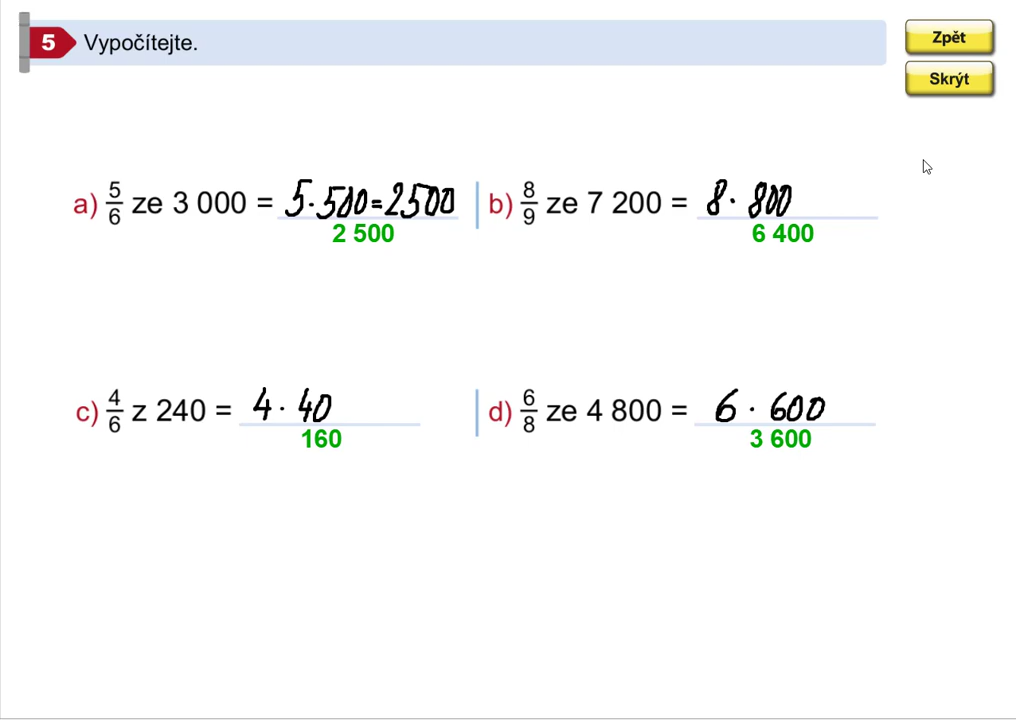 5 Vypočítejte.
Zpět
Skrýt
a) 5/6 ze 3 000 = 5 · 500 = 2500
2 500
b) 8/9 ze 7 200 = 8 · 800
6 400
c) 4/6 z 240 = 4 · 40
160
d) 6/8 ze 4 800 = 6 · 600
3 600